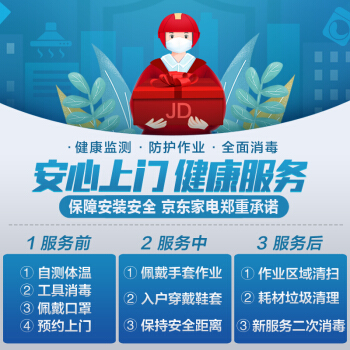 JD
·健康监测 ·防护作业 ·全面消毒
安心上门 健康服务
保障安装安全 京东家电郑重承诺
1 服务前
① 自测体温
② 工具消毒
③ 佩戴口罩
④ 预约上门
2 服务中
① 佩戴手套作业
② 入户穿戴鞋套
③ 保持安全距离
3 服务后
① 作业区域清扫
② 耗材垃圾清理
③ 新服务二次消毒